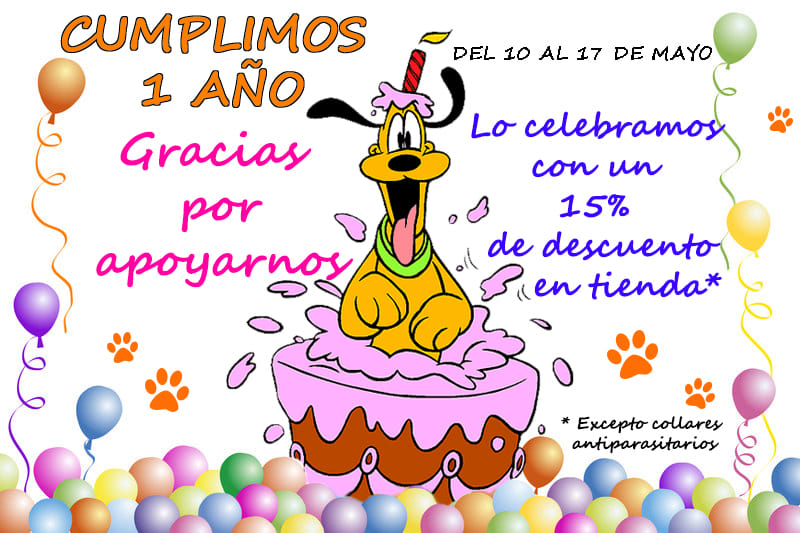 CUMPLIMOS
1 AÑO
Gracias
por
apoyarnos
DEL 10 AL 17 DE MAYO
Lo celebramos
con un
15%
de descuento
en tienda*
* Excepto collares
antiparasitarios